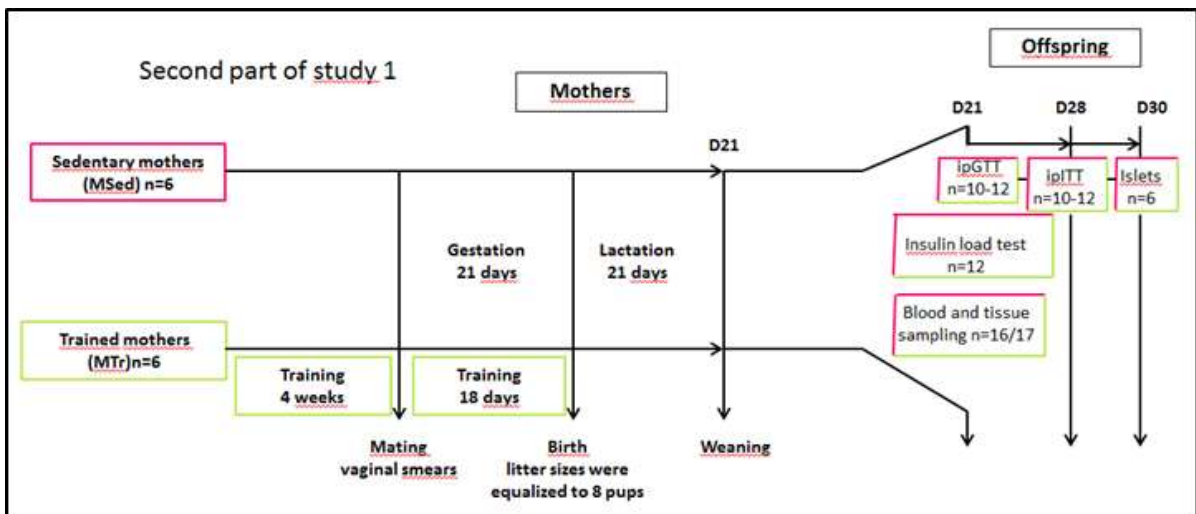 Second part of study 1
Mothers
Offspring
D21
D21
D28
D30
Sedentary mothers
(MSed) n=6
ipGTT
n=10-12
ipITT
n=10-12
Islets
n=6
Gestation
21 days
Lactation
21 days
Insulin load test
n=12
Blood and tissue
sampling n=16/17
Trained mothers
(MTr)n=6
Training
4 weeks
Training
18 days
Mating
vaginal smears
Birth
litter sizes were
equalized to 8 pups
Weaning